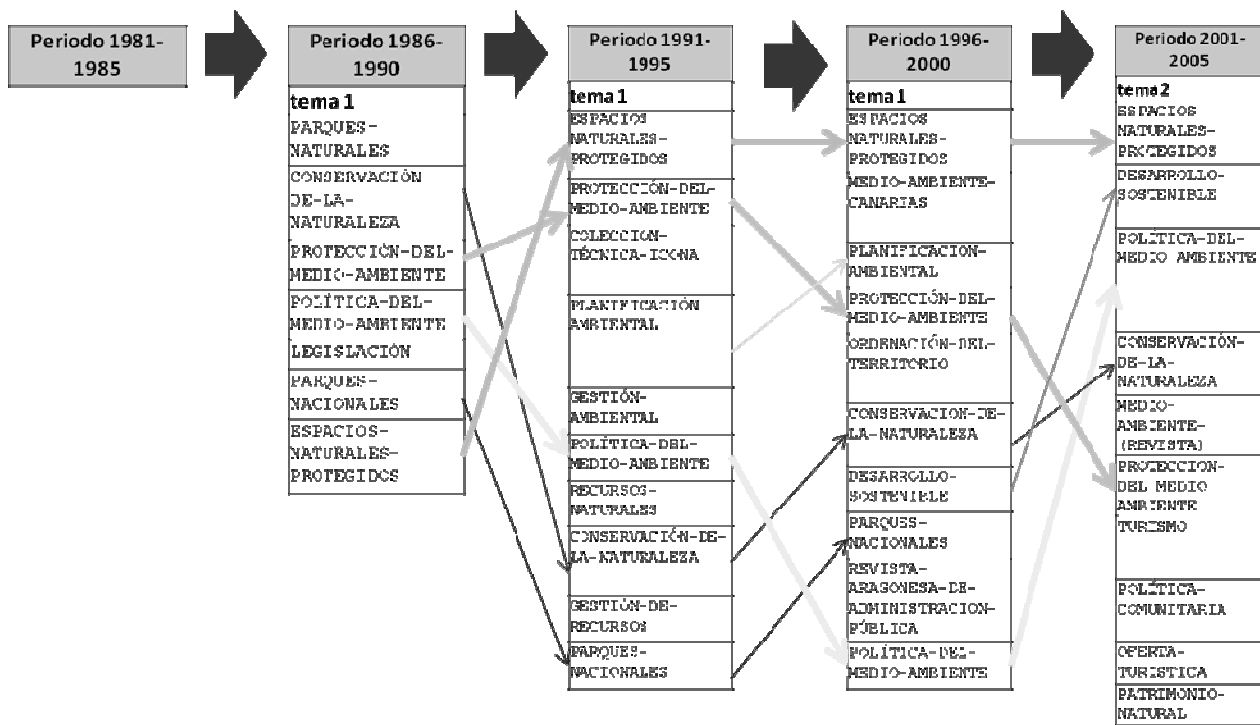 Periodo 1981-
1985
Periodo 1986-
1990
tema 1
PARQUES-
NATURALES
CONSERVACIÓN
DE-LA-
NATURALEZA
PROTECCIÓN-DEL-
MEDIO-AMBIENTE
POLÍTICA-DEL-
MEDIO-AMBIENTE
LEGISLACIÓN
PARQUES-
NACIONALES
ESPACIOS-
NATURALES-
PROTEGIDOS
Periodo 1991-
1995
tema 1
ESPACIOS
NATURALES-
PROTEGIDOS
PROTECCIÓN-DEL-
MEDIO-AMBIENTE
COLECCION-
TÉCNICA-ICONA
PLANIFICACIÓN
AMBIENTAL
GESTIÓN-
AMBIENTAL
POLÍTICA-DEL-
MEDIO-AMBIENTE
RECURSOS-
NATURALES
CONSERVACIÓN-DE-
LA-NATURALEZA
GESTIÓN-DE-
RECURSOS
PARQUES-
NACIONALES
Periodo 1996-
2000
tema 1
ESPACIOS
NATURALES-
PROTEGIDOS
MEDIO-AMBIENTE-
CANARIAS
PLANIFICACION-
AMBIENTAL
PROTECCIÓN-DEL-
MEDIO-AMBIENTE
ORDENACIÓN-DEL-
TERRITORIO
CONSERVACION-DE-
LA-NATURALEZA
DESARROLLO-
SOSTENIBLE
PARQUES-
NACIONALES
REVISTA-
ARAGONESA-DE-
ADMINISTRACION-
PÚBLICA
POLÍTICA-DEL-
MEDIO-AMBIENTE
Periodo 2001-
2005
tema 2
ESPACIOS
NATURALES-
PROTEGIDOS
DESARROLLO-
SOSTENIBLE
POLÍTICA-DEL-
MEDIO AMBIENTE
CONSERVACIÓN-
DE-LA-
NATURALEZA
MEDIO-
AMBIENTE-
(REVISTA)
PROTECCION-
DEL MEDIO
AMBIENTE
TURISMO
POLÍTICA-
COMUNITARIA
OFERTA-
TURISTICA
PATRIMONIO-
NATURAL